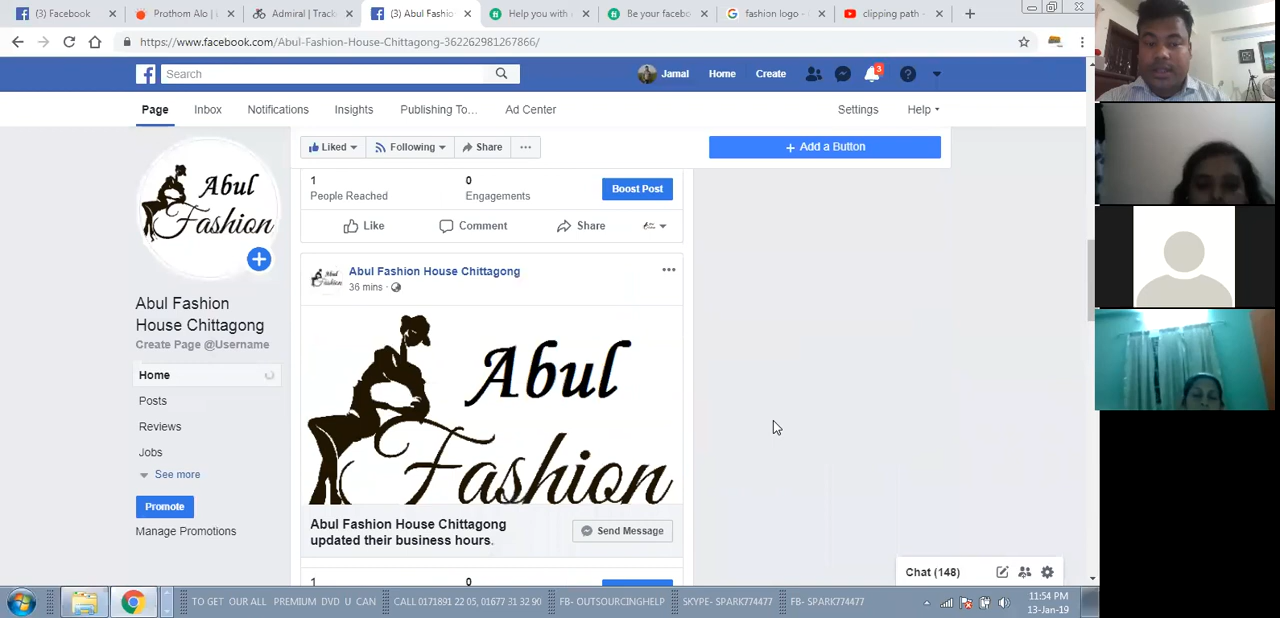 (3) Facebook
Prothom Alo | L
Admiral | Track
(3) Abul Fashio
Help you with
Be your facebo
fashion logo -
clipping path -
https://www.facebook.com/Abul-Fashion-House-Chittagong-362262981267866/
Search
Jamal
Home
Create
3
Page
Inbox
Notifications
Insights
Publishing To...
Ad Center
Settings
Help
Abul
Fashion
Abul Fashion
House Chittagong
Create Page @Username
Home
Posts
Reviews
Jobs
See more
Promote
Manage Promotions
Liked
Following
Share
+ Add a Button
1
People Reached
0
Engagements
Boost Post
Like
Comment
Share
Abul Fashion House Chittagong
36 mins
Abul
Fashion
Abul Fashion House Chittagong
updated their business hours.
Send Message
1
0
Chat (148)
TO GET OUR ALL PREMIUM DVD U CAN
CALL 0171891 22 05, 01677 31 32 90
FB- OUTSOURCINGHELP
SKYPE- SPARK774477
FB- SPARK774477
11:54 PM
13-Jan-19